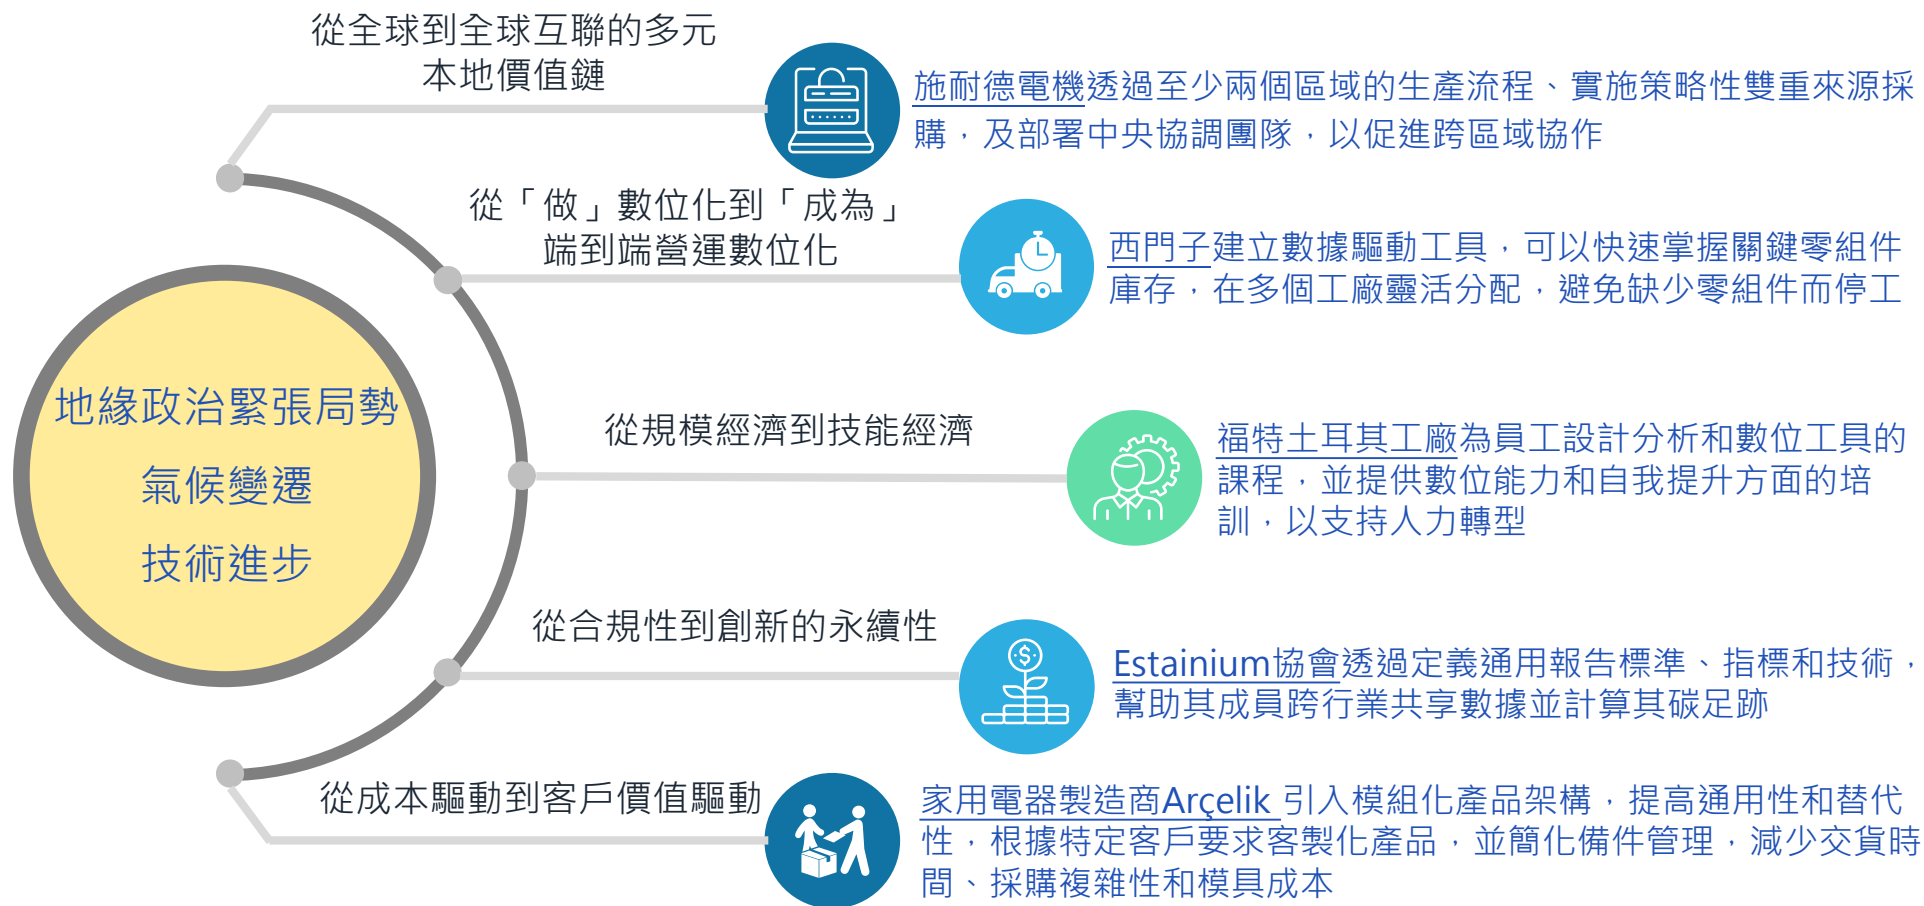 從全球到全球互聯的多元
本地價值鏈
施耐德電機透過至少兩個區域的生產流程、實施策略性雙重來源採
購，及部署中央協調團隊，以促進跨區域協作
從「做」數位化到「成為」
端到端營運數位化
西門子建立數據驅動工具，可以快速掌握關鍵零組件
庫存，在多個工廠靈活分配，避免缺少零組件而停工
地緣政治緊張局勢
氣候變遷
技術進步
從規模經濟到技能經濟
福特土耳其工廠為員工設計分析和數位工具的
課程，並提供數位能力和自我提升方面的培
訓，以支持人力轉型
從合規性到創新的永續性
Estainium協會透過定義通用報告標準、指標和技術，
幫助其成員跨行業共享數據並計算其碳足跡
從成本驅動到客戶價值驅動
家用電器製造商Arçelik 引入模組化產品架構，提高通用性和替代
性，根據特定客戶要求客製化產品，並簡化備件管理，減少交貨時
間、採購複雜性和模具成本